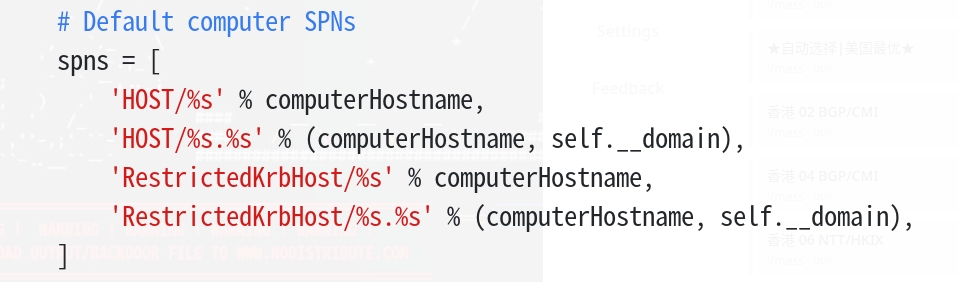 # Default computer SPNs
spns = [
'HOST/%s' % computerHostname,
'HOST/%s.%s' % (computerHostname, self.__domain),
'RestrictedKrbHost/%s' % computerHostname,
'RestrictedKrbHost/%s.%s' % (computerHostname, self.__domain),
]
Settings
Feedback
★自动选择|美国最优★
香港 02 BGP/CMI
香港 04 BGP/CMI
香港 06 NTT/HKIX